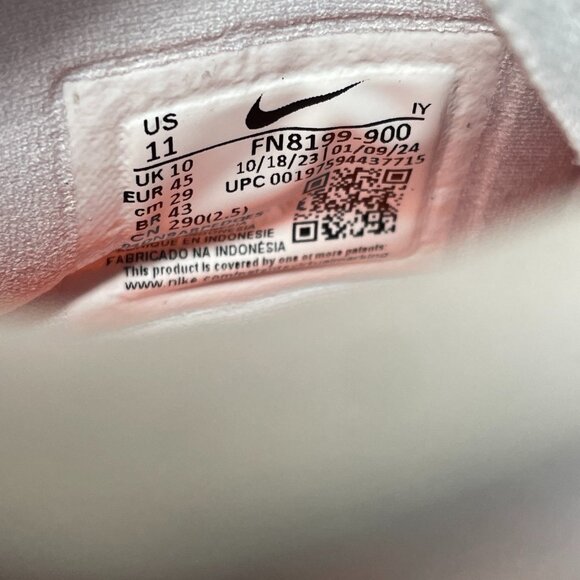 US
11
IY
FN8199-900
UK 10
10/18/23 01/09/24
EUR 45
UPC 00197594437715
cm 29
BR 43
CN 290(2.5)
EN INDONÉSIE
FABRICADO NA INDONÉSIA
This product is covered by one or more patents:
www.nike.com